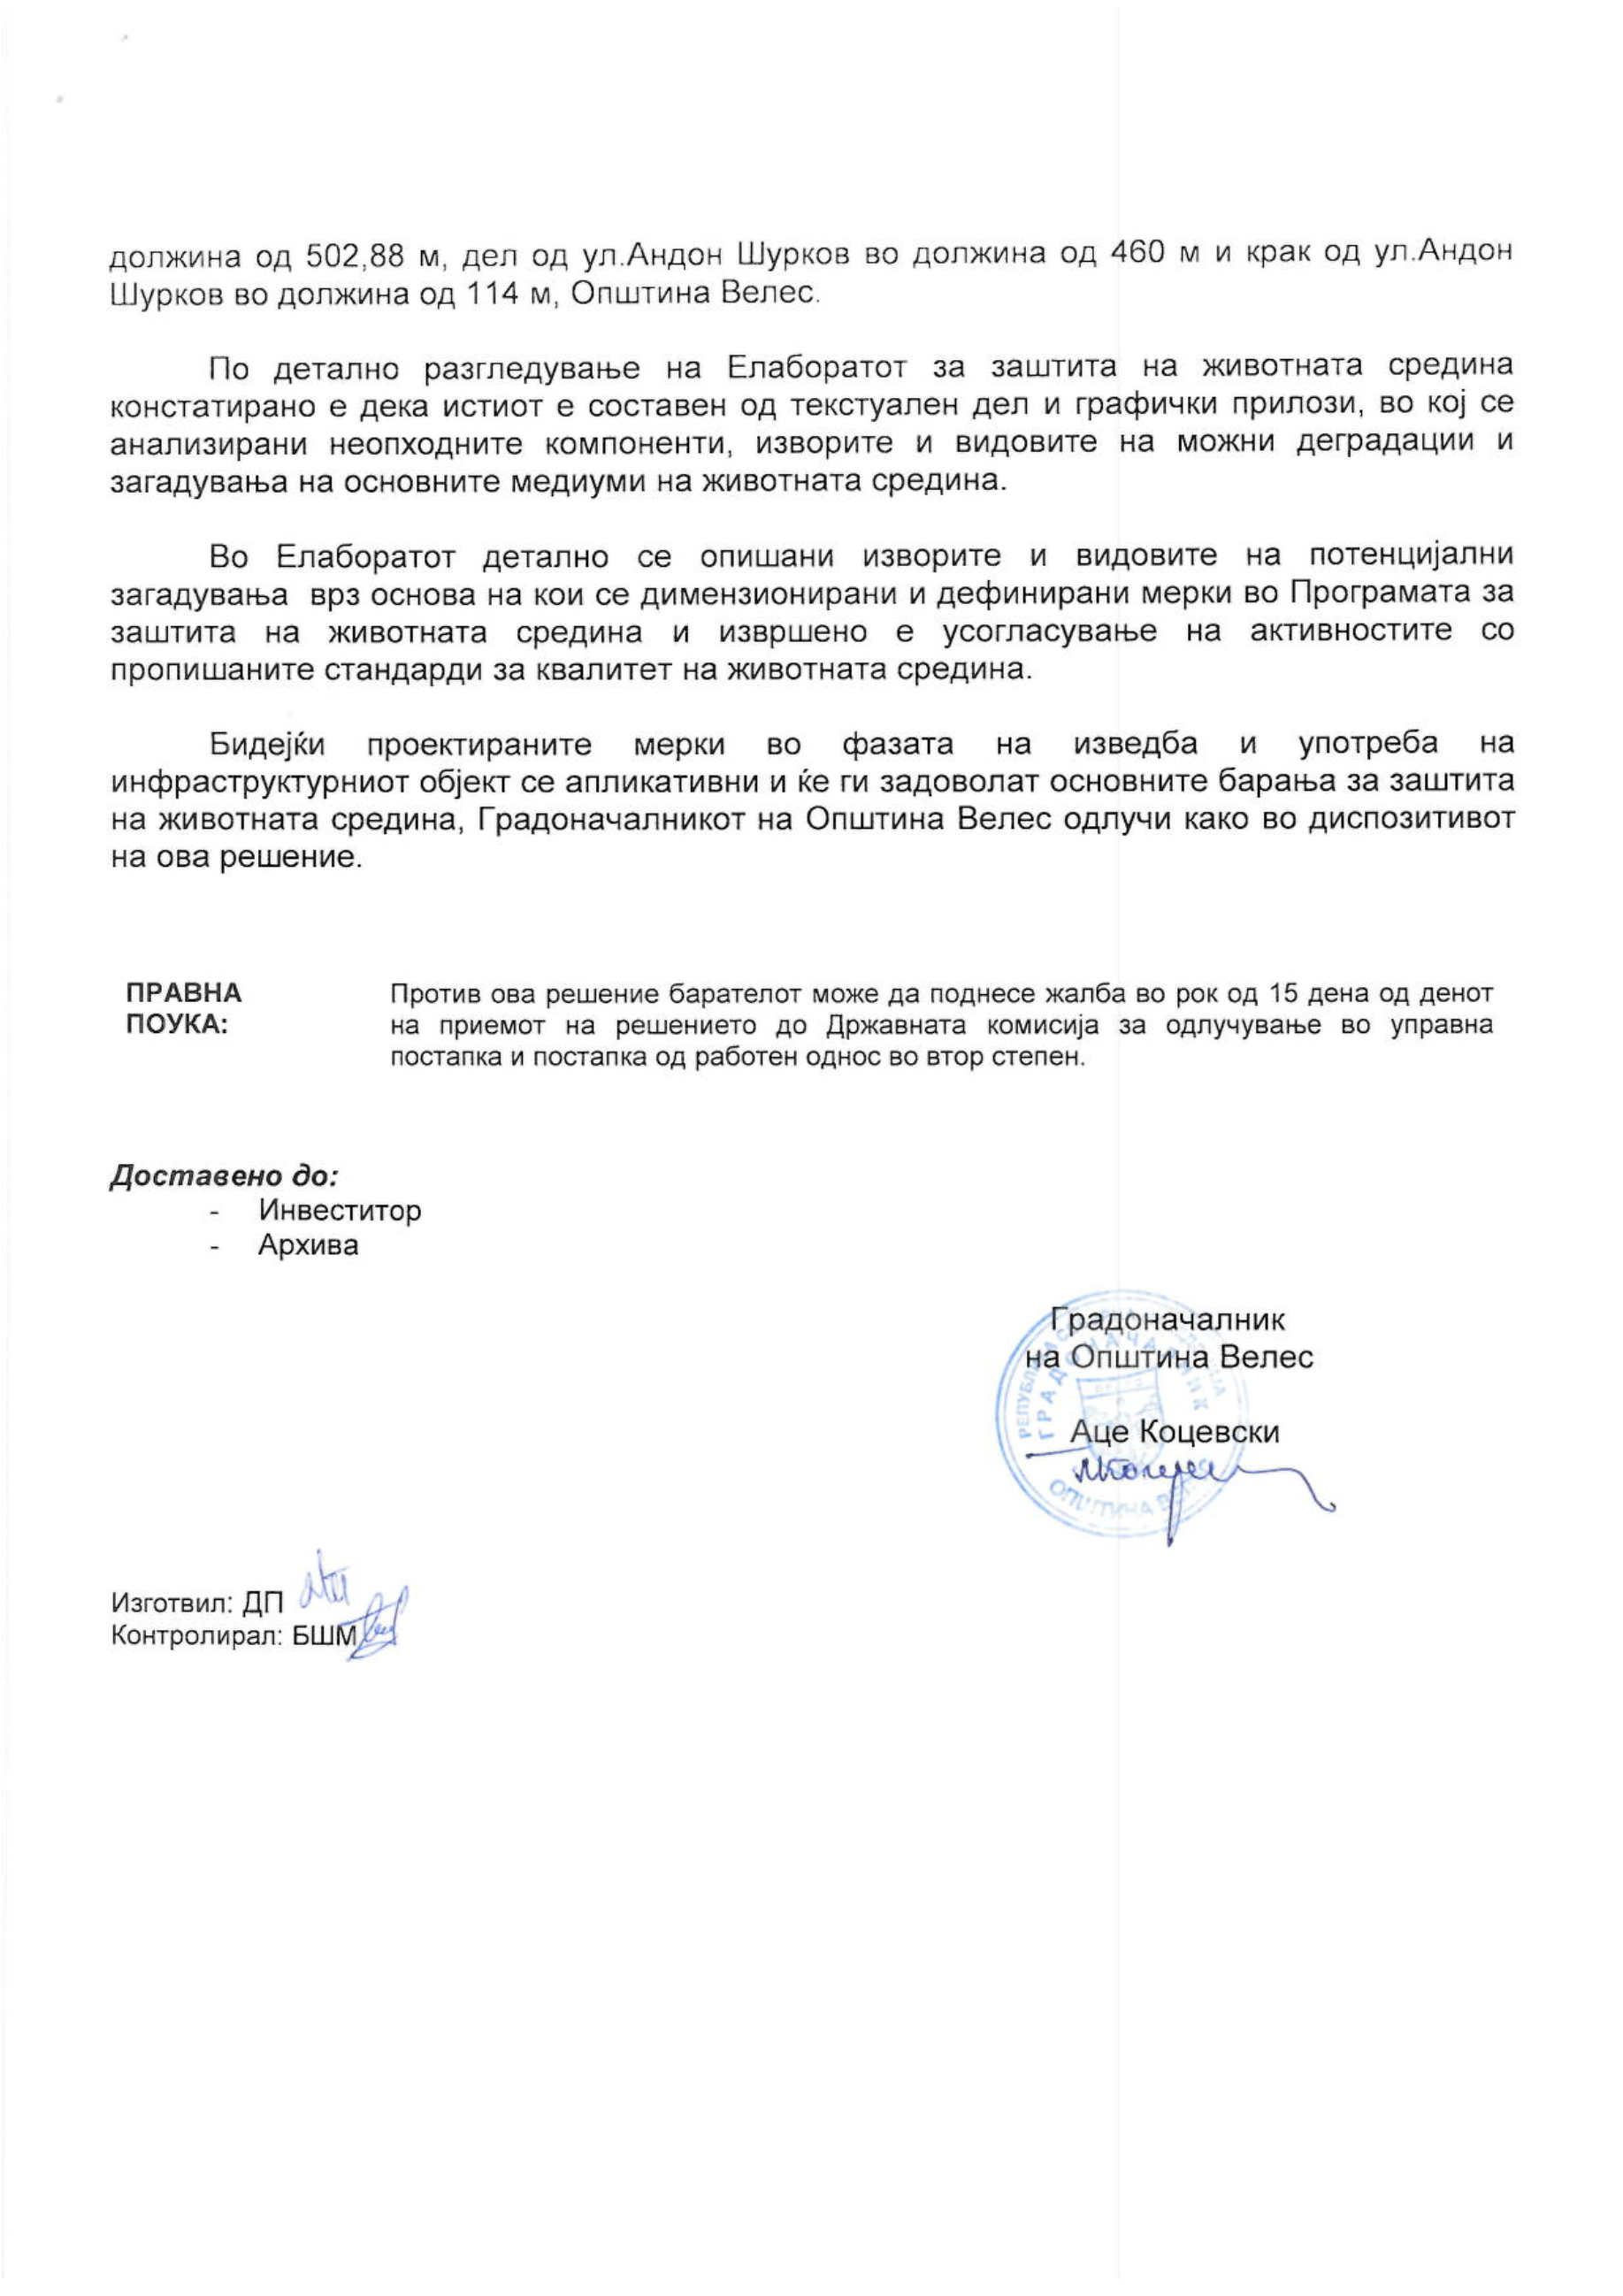 должина од 502,88 м, дел од ул.Андон Шурков во должина од 460 м и крак од ул.Андон
Шурков во должина од 114 м, Општина Велес.
По детално разгледување на Елаборатот за заштита на животната средина
констатирано е дека истиот е составен од текстуален дел и графички прилози, во кој се
анализирани неопходните компоненти, изворите и видовите на можни деградации и
загадувања на основните медиуми на животната средина.
Во Елаборатот детално се опишани изворите и видовите на потенцијални
загадувања врз основа на кои се димензионирани и дефинирани мерки во Програмата за
заштита на животната средина и извршено е усогласување на активностите со
пропишаните стандарди за квалитет на животната средина.
Бидејќи проектираните мерки во фазата на изведба и употреба на
инфраструктурниот објект се апликативни и ќе ги задоволат основните барања за заштита
на животната средина, Градоначалникот на Општина Велес одлучи како во диспозитивот
на ова решение.
ПРАВНА
ПОУКА:
Против ова решение барателот може да поднесе жалба во рок од 15 дена од денот
на приемот на решението до Државната комисија за одлучување во управна
постапка и постапка од работен однос во втор степен.
Доставено до:
- Инвеститор
- Архива
Градоначалник
на Општина Велес
Аце Коцевски
ГРАДОНАЧАЛНИК
ОПШТИНА ВЕЛЕС
Изготвил: ДП
Контролирал: БШМ